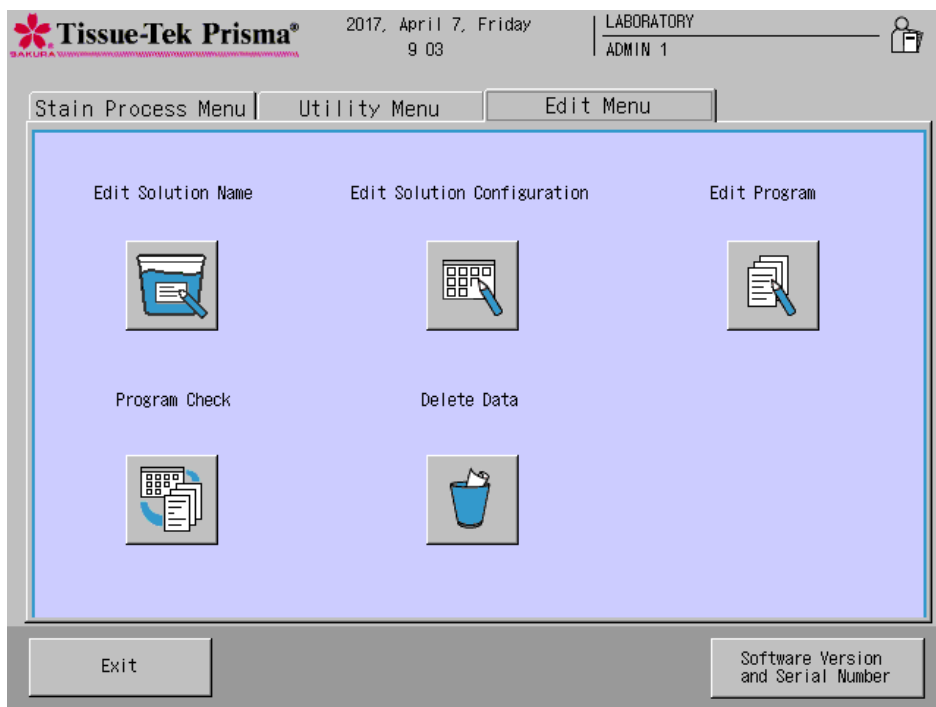 Tissue-Tek Prisma®
SAKURA
2017, April 7, Friday
9 03
LABORATORY
ADMIN 1
Stain Process Menu
Utility Menu
Edit Menu
Edit Solution Name
Edit Solution Configuration
Edit Program
Program Check
Delete Data
Exit
Software Version
and Serial Number